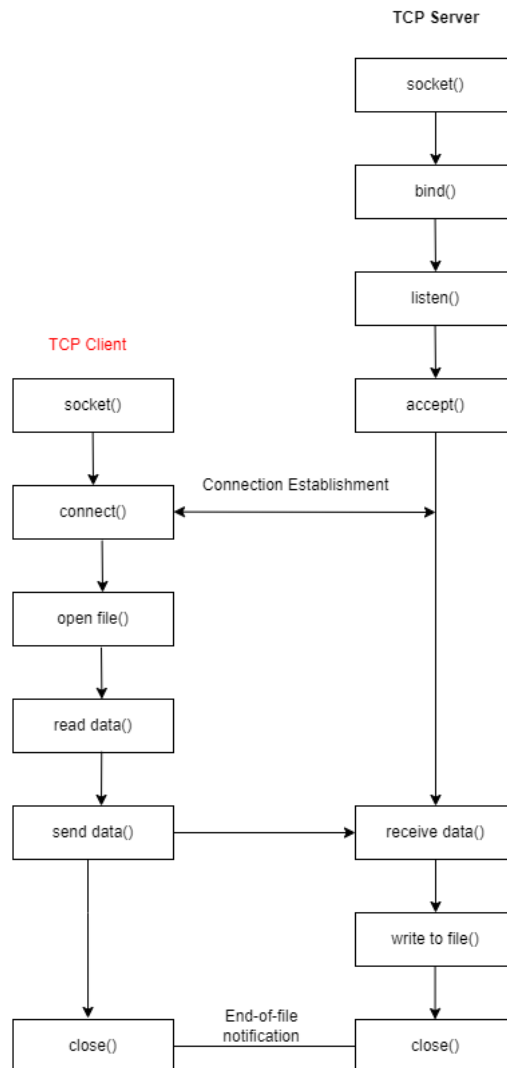 TCP Server
socket()
bind()
listen()
TCP Client
socket()
accept()
Connection Establishment
connect()
open file()
read data()
send data()
receive data()
write to file()
End-of-file
notification
close()
close()